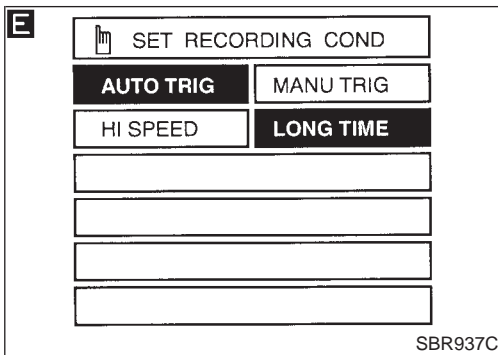 E
SET RECORDING COND
AUTO TRIG MANU TRIG
HI SPEED LONG TIME
SBR937C